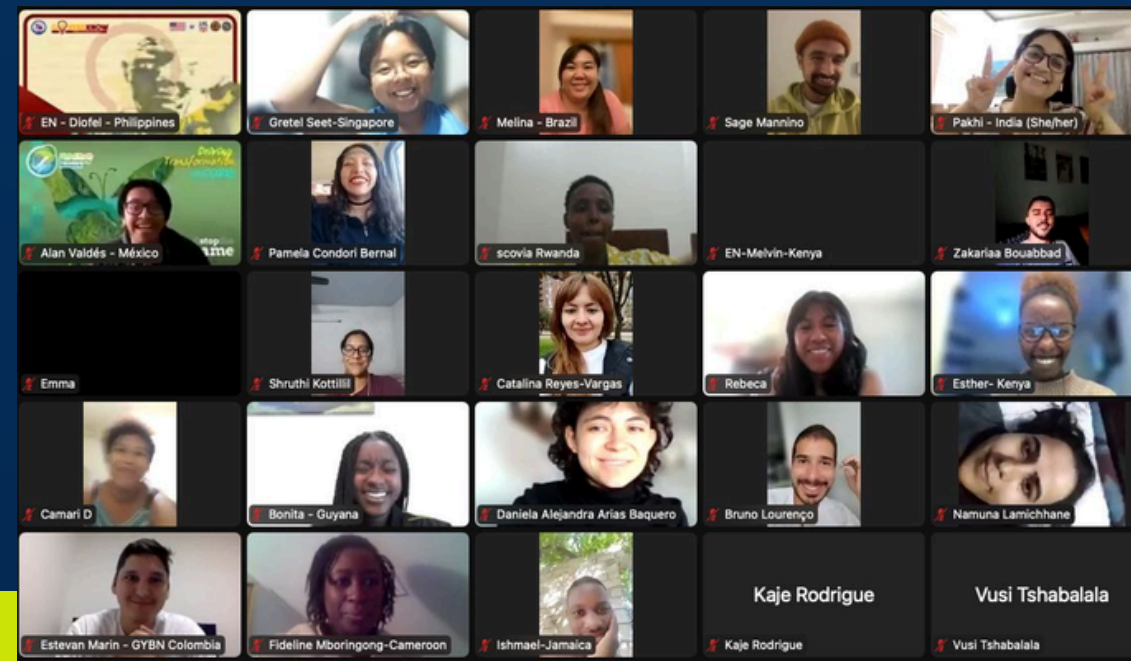 EN - Diofel - Philippines
Gretel Seet-Singapore
Melina - Brazil
Sage Mannino
Pakhi - India (She/her)
Driving
Transformation
Alan Valdés - México
Pamela Condori Bernal
scovia Rwanda
EN-Melvin-Kenya
Zakariaa Bouabbad
Emma
Shruthi Kottillil
Catalina Reyes-Vargas
Rebeca
Esther- Kenya
Camari D
Bonita - Guyana
Daniela Alejandra Arias Baquero
Bruno Lourenço
Namuna Lamichhane
Estevan Marin - GYBN Colombia
Fideline Mboringong-Cameroon
Ishmael-Jamaica
Kaje Rodrigue
Kaje Rodrigue
Vusi Tshabalala
Vusi Tshabalala